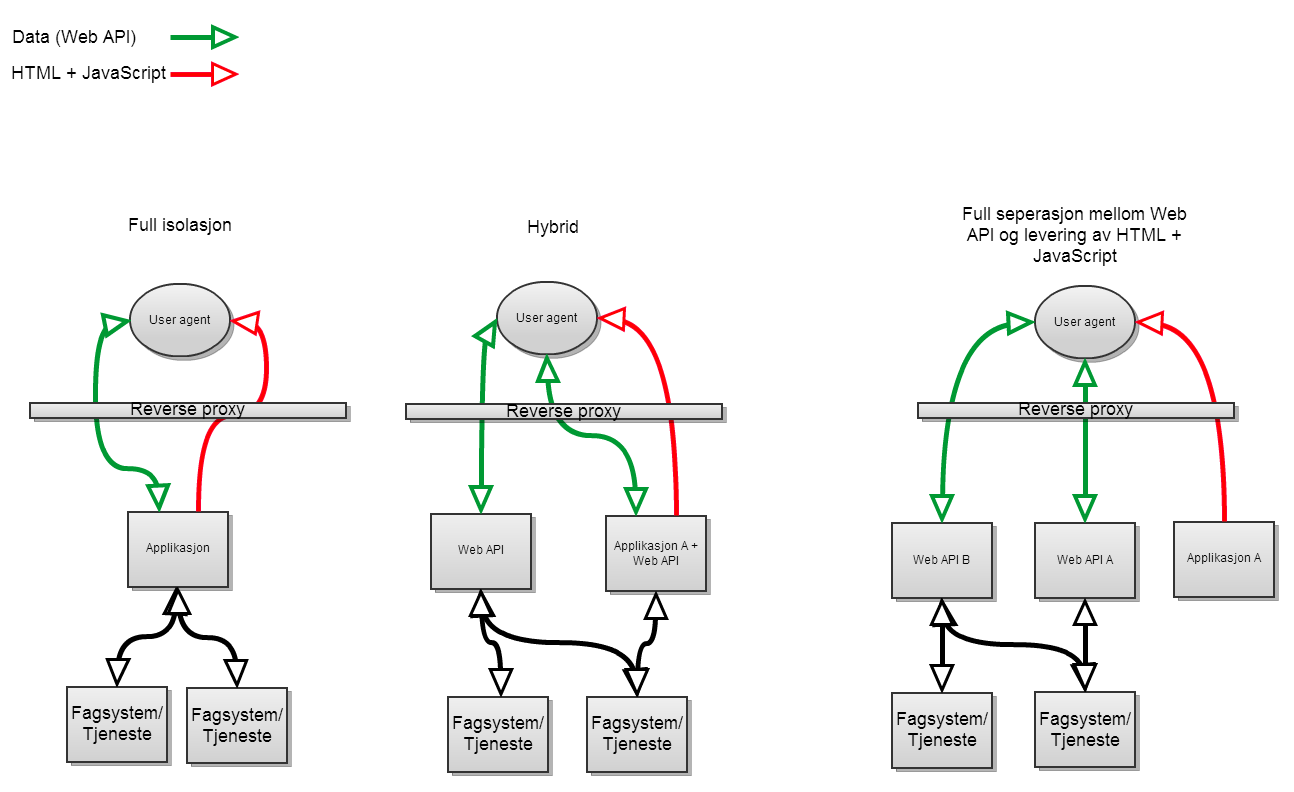 Data (Web API)
HTML + JavaScript
Full isolasjon
User agent
Reverse proxy
Applikasjon
Fagsystem/
Tjeneste
Fagsystem/
Tjeneste
Hybrid
User agent
Reverse proxy
Web API
Applikasjon A +
Web API
Fagsystem/
Tjeneste
Fagsystem/
Tjeneste
Full seperasjon mellom Web
API og levering av HTML +
JavaScript
User agent
Reverse proxy
Web API B
Web API A
Applikasjon A
Fagsystem/
Tjeneste
Fagsystem/
Tjeneste